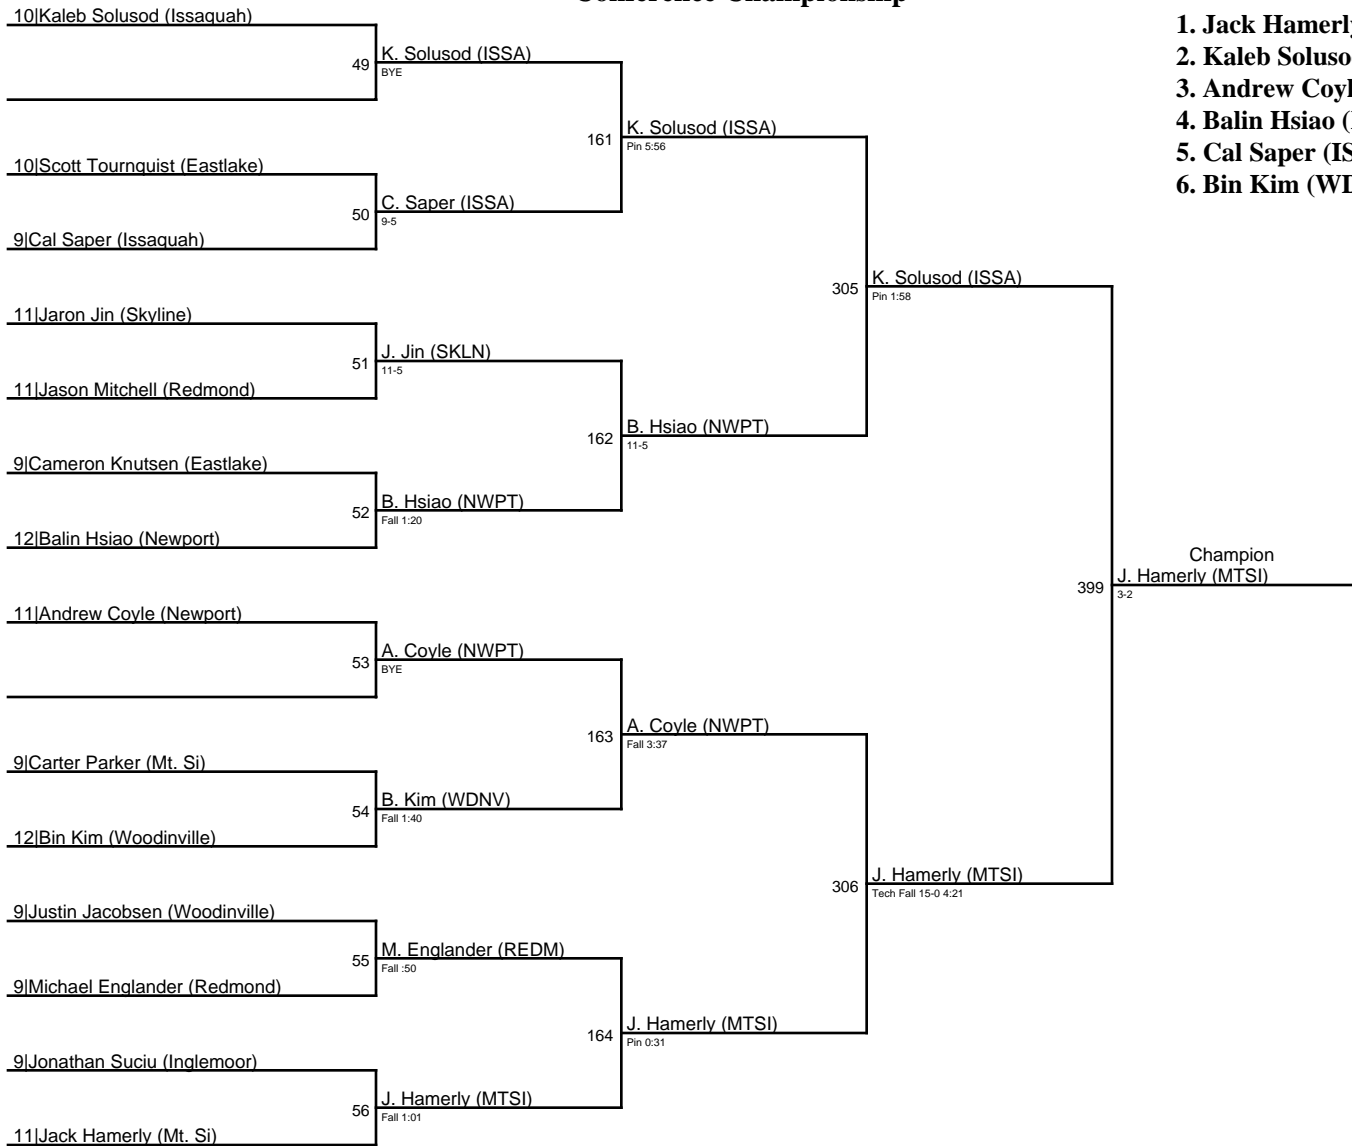 Conference Championship
10|Kaleb Solusod (Issaquah)
49
K. Solusod (ISSA)
BYE
161
K. Solusod (ISSA)
Pin 5:56
10|Scott Tournquist (Eastlake)
50
C. Saper (ISSA)
9-5
9|Cal Saper (Issaquah)
305
K. Solusod (ISSA)
Pin 1:58
11|Jaron Jin (Skyline)
51
J. Jin (SKLN)
11-5
11|Jason Mitchell (Redmond)
162
B. Hsiao (NWPT)
11-5
9|Cameron Knutsen (Eastlake)
52
B. Hsiao (NWPT)
Fall 1:20
12|Balin Hsiao (Newport)
399
Champion
J. Hamerly (MTSI)
3-2
11|Andrew Coyle (Newport)
53
A. Coyle (NWPT)
BYE
163
A. Coyle (NWPT)
Fall 3:37
9|Carter Parker (Mt. Si)
54
B. Kim (WDNV)
Fall 1:40
12|Bin Kim (Woodinville)
306
J. Hamerly (MTSI)
Tech Fall 15-0 4:21
9|Justin Jacobsen (Woodinville)
55
M. Englander (REDM)
Fall :50
9|Michael Englander (Redmond)
164
J. Hamerly (MTSI)
Pin 0:31
9|Jonathan Suciu (Inglemoor)
56
J. Hamerly (MTSI)
Fall 1:01
11|Jack Hamerly (Mt. Si)
1. Jack Hamerly
2. Kaleb Soluso
3. Andrew Coyl
4. Balin Hsiao (
5. Cal Saper (IS
6. Bin Kim (WD